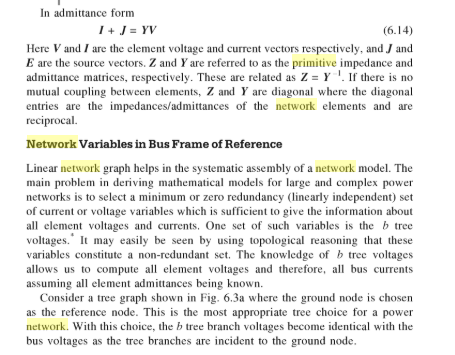 In admittance form
I + J = YV (6.14)
Here V and I are the element voltage and current vectors respectively, and J and
E are the source vectors. Z and Y are referred to as the primitive impedance and
admittance matrices, respectively. These are related as Z = Y⁻¹. If there is no
mutual coupling between elements, Z and Y are diagonal where the diagonal
entries are the impedances/admittances of the network elements and are
reciprocal.
Network Variables in Bus Frame of Reference
Linear network graph helps in the systematic assembly of a network model. The
main problem in deriving mathematical models for large and complex power
networks is to select a minimum or zero redundancy (linearly independent) set
of current or voltage variables which is sufficient to give the information about
all element voltages and currents. One set of such variables is the b tree
voltages.* It may easily be seen by using topological reasoning that these
variables constitute a non-redundant set. The knowledge of b tree voltages
allows us to compute all element voltages and therefore, all bus currents
assuming all element admittances being known.
Consider a tree graph shown in Fig. 6.3a where the ground node is chosen
as the reference node. This is the most appropriate tree choice for a power
network. With this choice, the b tree branch voltages become identical with the
bus voltages as the tree branches are incident to the ground node.